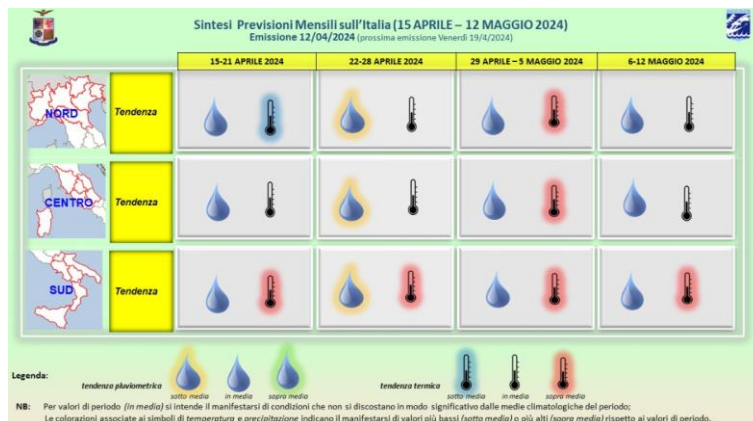 Sintesi Previsioni Mensili sull'Italia (15 APRILE – 12 MAGGIO 2024)
Emissione 12/04/2024 (prossima emissione Venerdì 19/4/2024)
15-21 APRILE 2024 22-28 APRILE 2024 29 APRILE – 5 MAGGIO 2024 6-12 MAGGIO 2024
NORD Tendenza
CENTRO Tendenza
SUD Tendenza
Legenda:
tendenza pluviometrica tendenza termica
sotto media in media sopra media sotto media in media sopra media
NB: Per valori di periodo (in media) si intende il manifestarsi di condizioni che non si discostano in modo significativo dalle medie climatologiche del periodo;
Le colorazioni associate ai simboli di temperatura e precipitazione indicano il manifestarsi di valori più bassi (sotto media) o più alti (sopra media) rispetto ai valori di periodo.